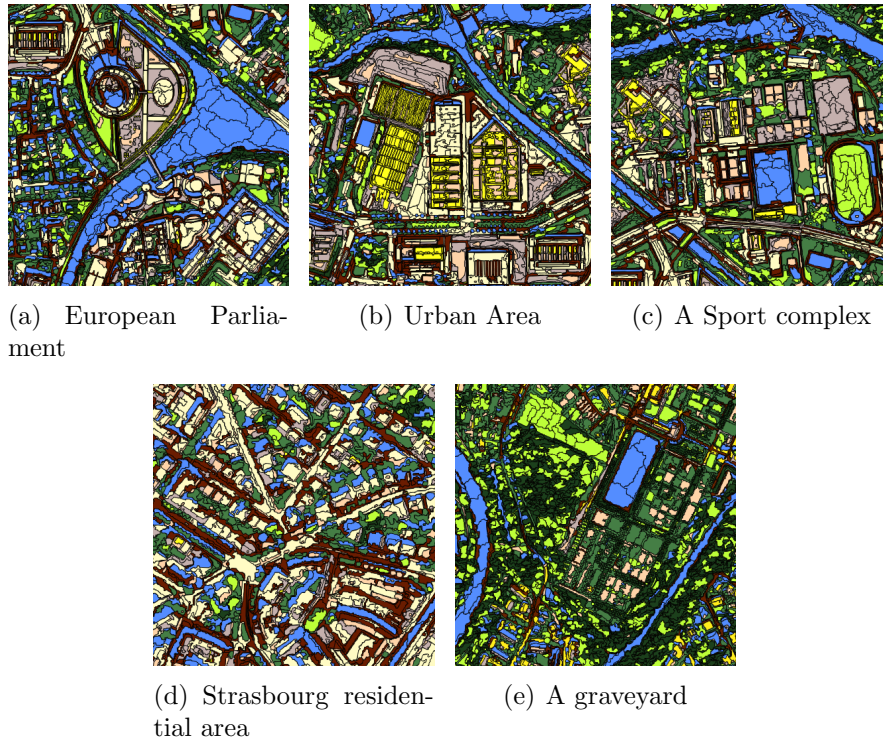 (a) European Parlia-
ment
(b) Urban Area
(c) A Sport complex
(d) Strasbourg residen-
tial area
(e) A graveyard